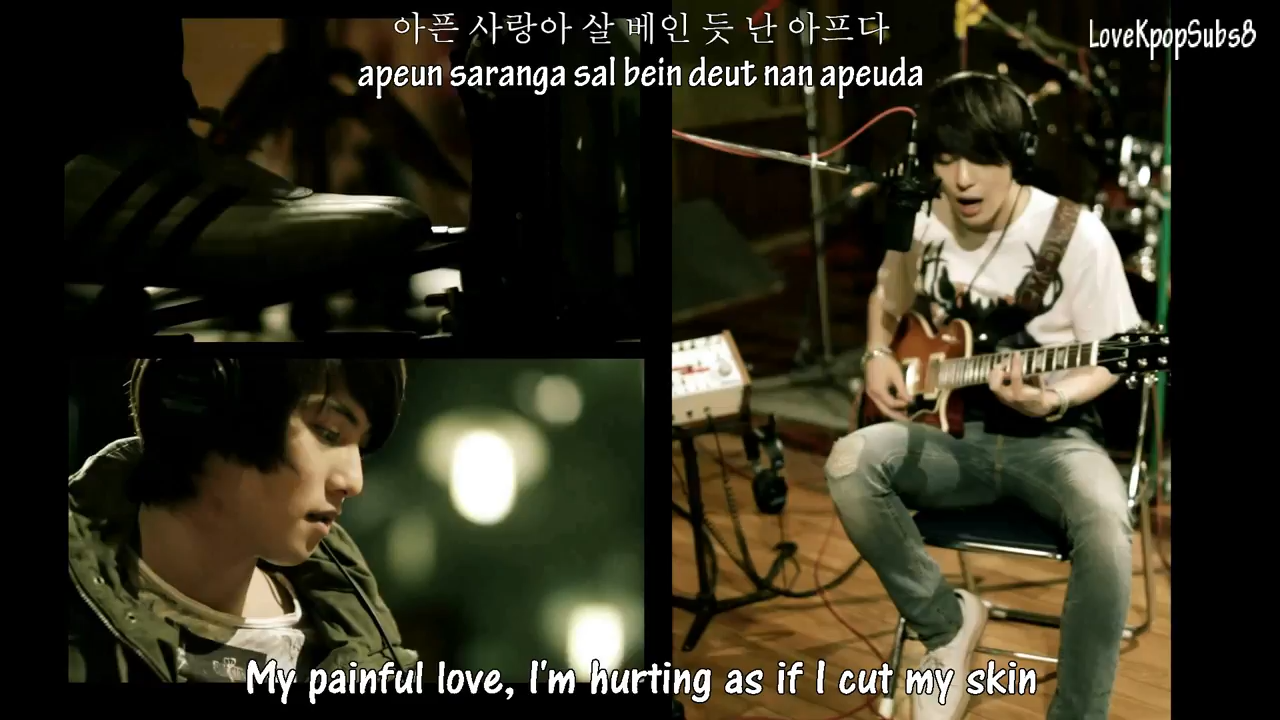 아픈 사랑아 살 베인 듯 난 아프다
LoveKpopSubs8
apeun saranga sal bein deut nan apeuda
My painful love, I'm hurting as if I cut my skin